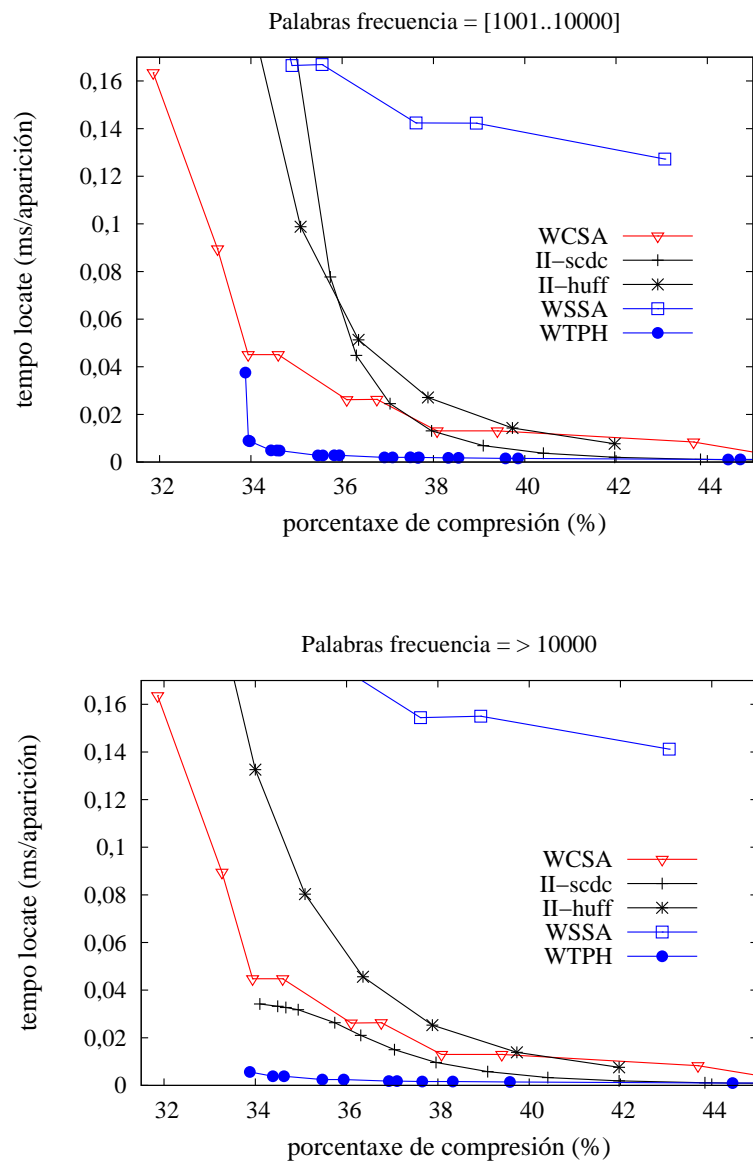 Palabras frecuencia = [1001..10000]
0,16
0,14
0,12
0,1
0,08
0,06
0,04
0,02
0
tempo locate (ms/aparición)
WCSA
II−scdc
II−huff
WSSA
WTPH
32 34 36 38 40 42 44
porcentaxe de compresión (%)
Palabras frecuencia = > 10000
0,16
0,14
0,12
0,1
0,08
0,06
0,04
0,02
0
tempo locate (ms/aparición)
WCSA
II−scdc
II−huff
WSSA
WTPH
32 34 36 38 40 42 44
porcentaxe de compresión (%)